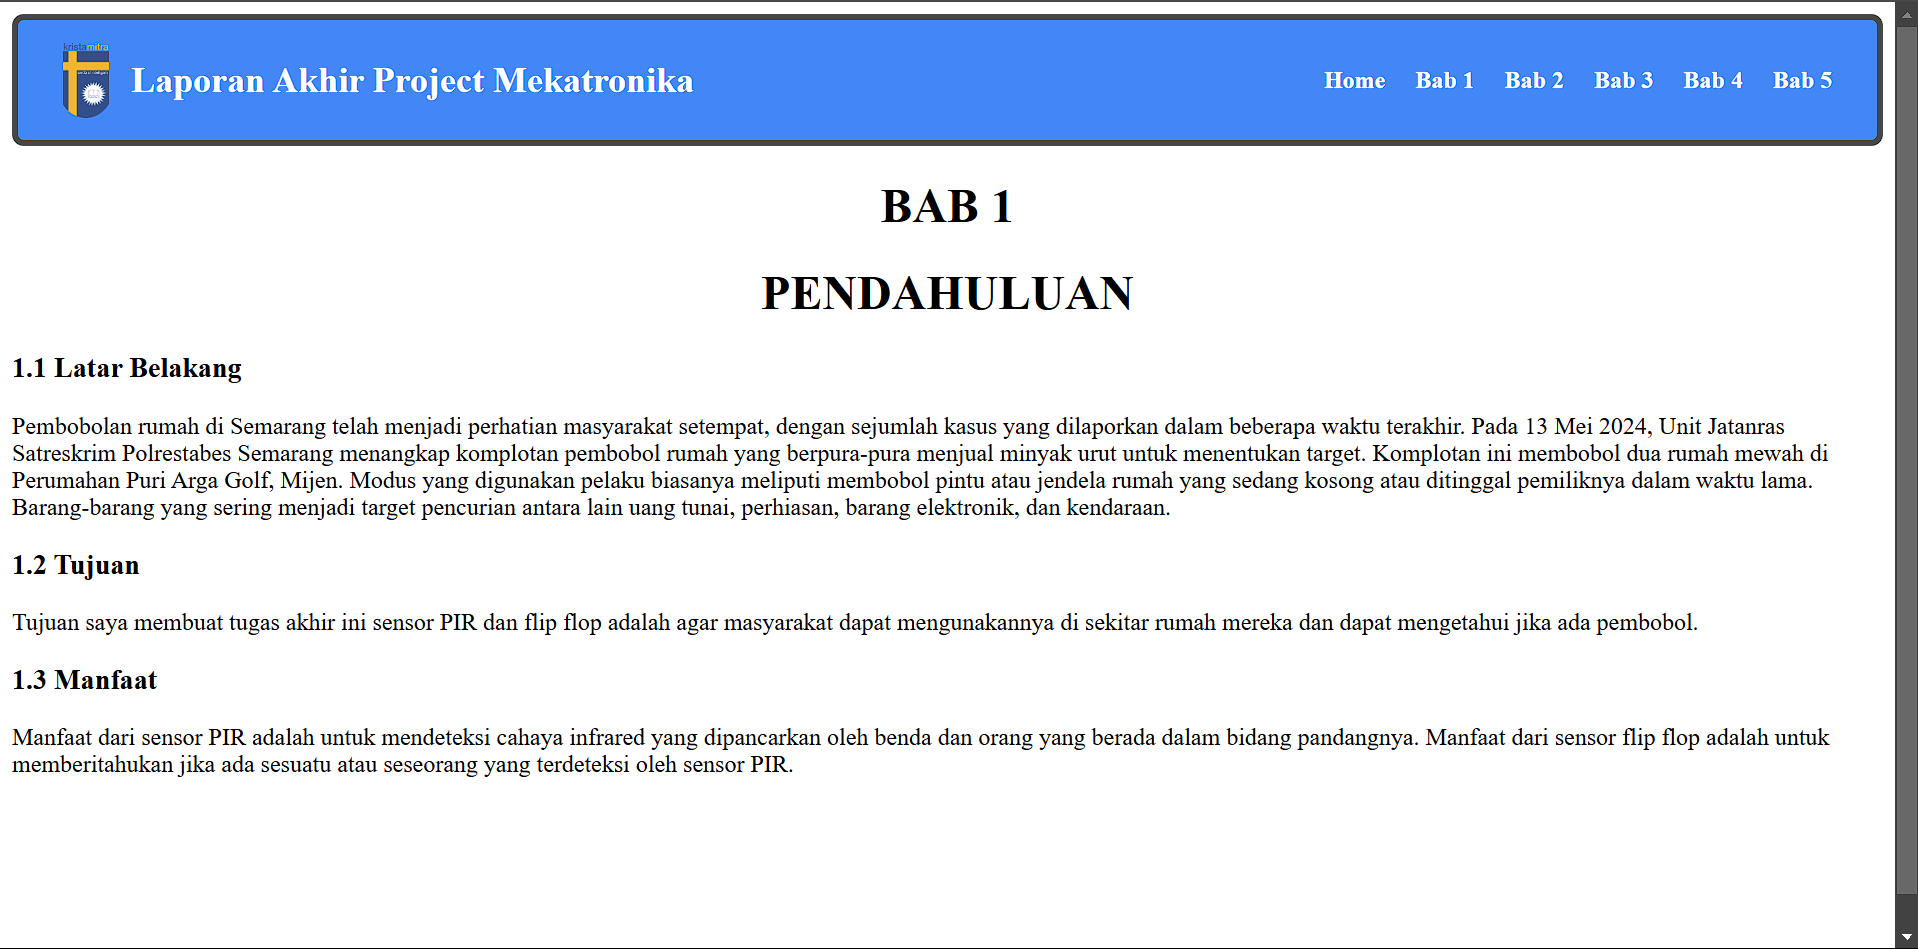 krista mitra
Laporan Akhir Project Mekatronika
Home
Bab 1
Bab 2
Bab 3
Bab 4
Bab 5
BAB 1
PENDAHULUAN
1.1 Latar Belakang
Pembobolan rumah di Semarang telah menjadi perhatian masyarakat setempat, dengan sejumlah kasus yang dilaporkan dalam beberapa waktu terakhir. Pada 13 Mei 2024, Unit Jatanras
Satreskrim Polrestabes Semarang menangkap komplotan pembobol rumah yang berpura-pura menjual minyak urut untuk menentukan target. Komplotan ini membobol dua rumah mewah di
Perumahan Puri Arga Golf, Mijen. Modus yang digunakan pelaku biasanya meliputi membobol pintu atau jendela rumah yang sedang kosong atau ditinggal pemiliknya dalam waktu lama.
Barang-barang yang sering menjadi target pencurian antara lain uang tunai, perhiasan, barang elektronik, dan kendaraan.
1.2 Tujuan
Tujuan saya membuat tugas akhir ini sensor PIR dan flip flop adalah agar masyarakat dapat mengunakannya di sekitar rumah mereka dan dapat mengetahui jika ada pembobol.
1.3 Manfaat
Manfaat dari sensor PIR adalah untuk mendeteksi cahaya infrared yang dipancarkan oleh benda dan orang yang berada dalam bidang pandangnya. Manfaat dari sensor flip flop adalah untuk
memberitahukan jika ada sesuatu atau seseorang yang terdeteksi oleh sensor PIR.